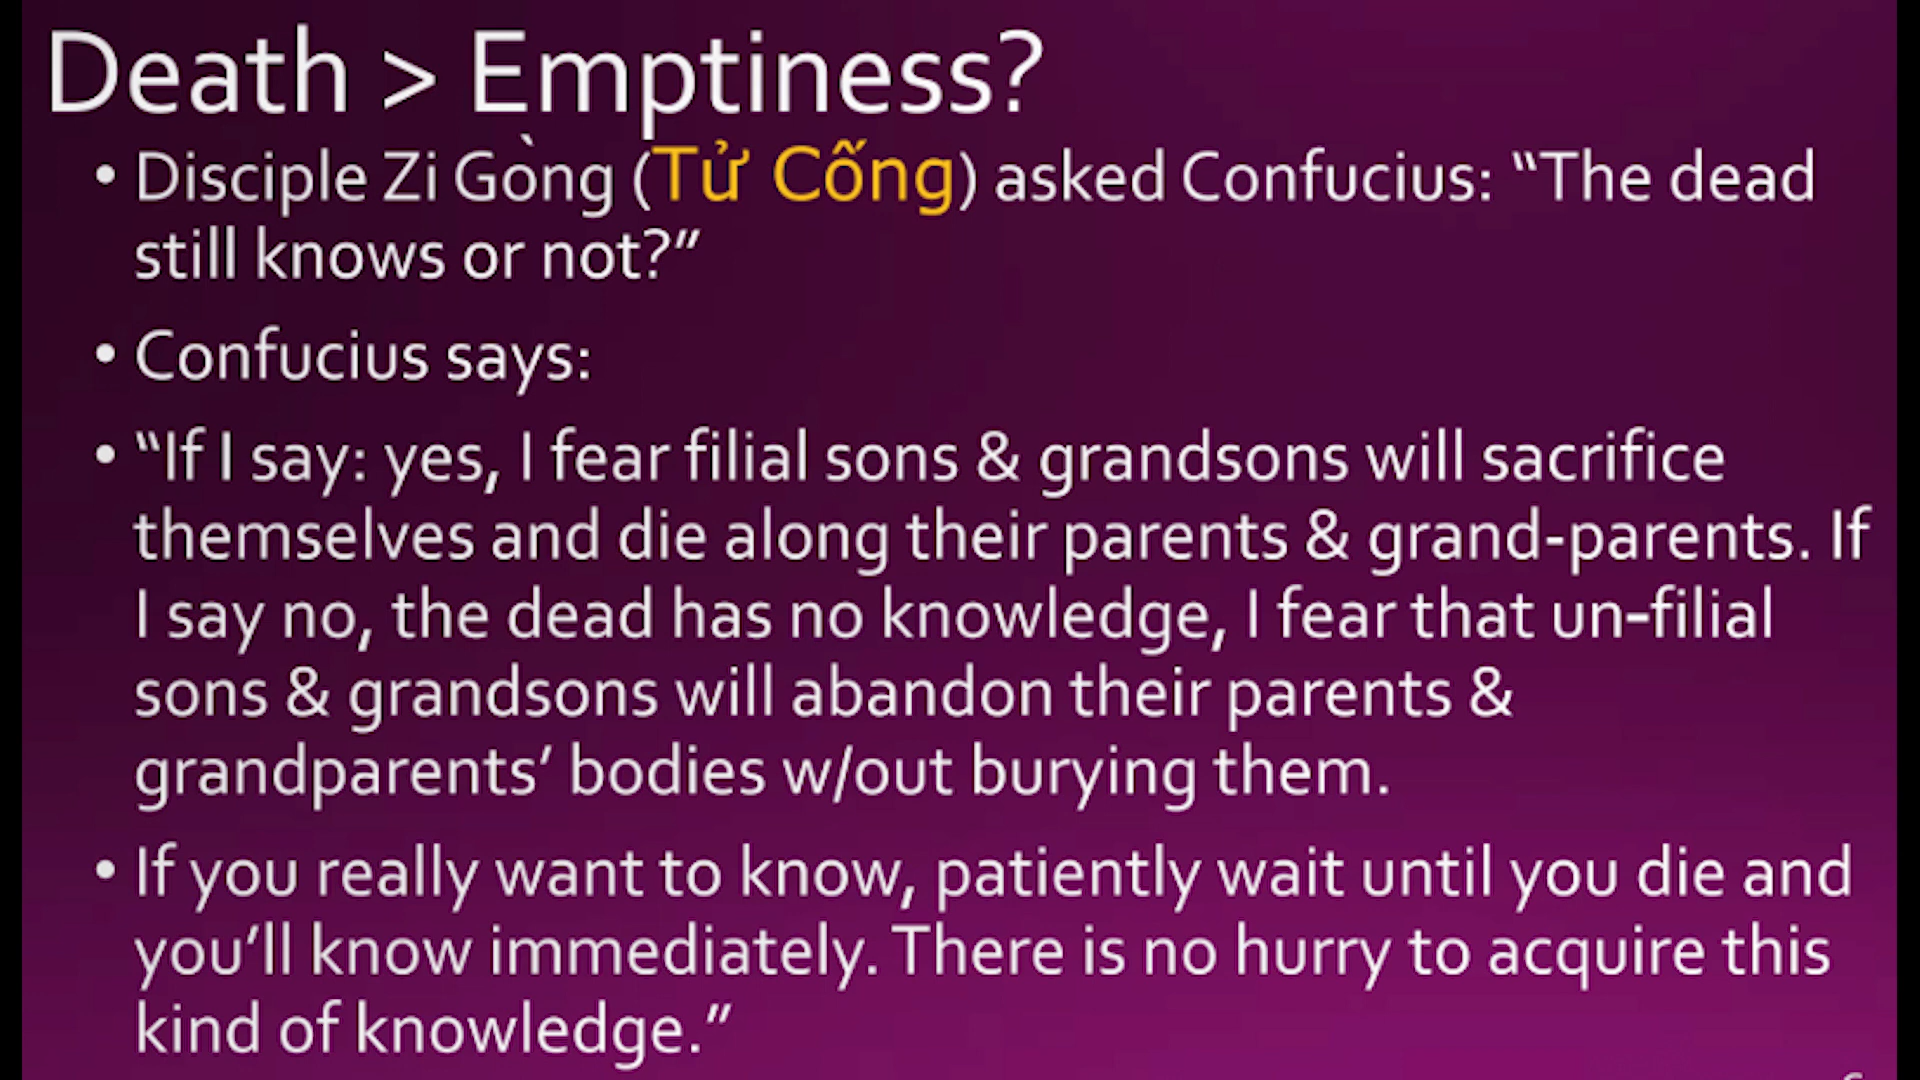 Death > Emptiness?
• Disciple Zi Gòng (Tử Cống) asked Confucius: “The dead
still knows or not?”
• Confucius says:
• “If I say: yes, I fear filial sons & grandsons will sacrifice
themselves and die along their parents & grand-parents. If
I say no, the dead has no knowledge, I fear that un-filial
sons & grandsons will abandon their parents &
grandparents’ bodies w/out burying them.
• If you really want to know, patiently wait until you die and
you’ll know immediately. There is no hurry to acquire this
kind of knowledge.”